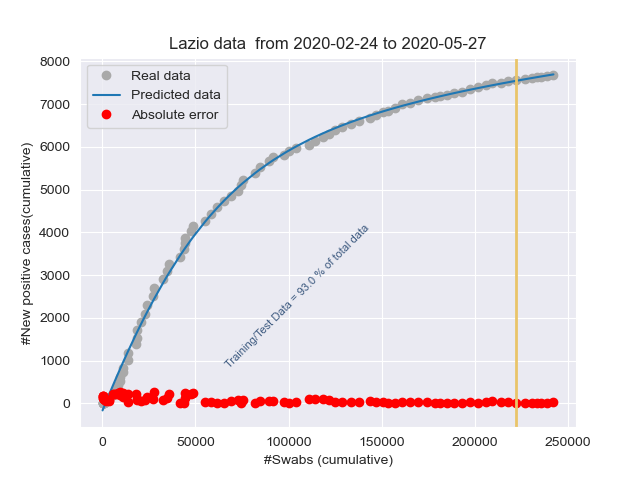 Lazio data  from 2020-02-24 to 2020-05-27
8000
7000
6000
5000
4000
3000
2000
1000
0
#New positive cases(cumulative)
Real data
Predicted data
Absolute error
Training/Test Data = 93.0 % of total data
0
50000
100000
150000
200000
250000
#Swabs (cumulative)